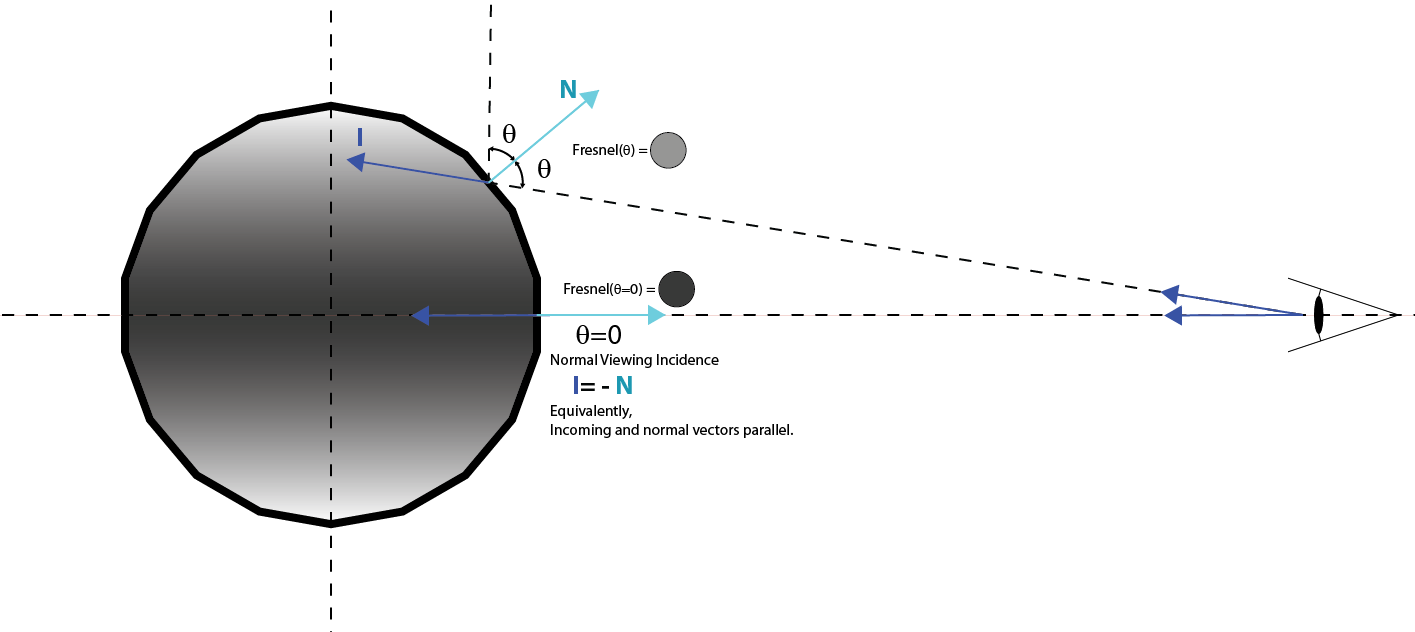 N
I
θ
θ
Fresnel(θ) =
Fresnel(θ=0) =
θ=0
Normal Viewing Incidence
I= - N
Equivalently,
Incoming and normal vectors parallel.